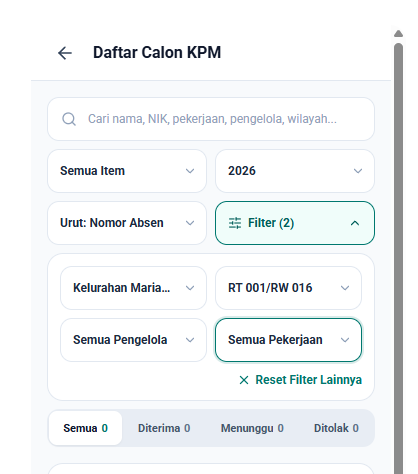 Daftar Calon KPM
Cari nama, NIK, pekerjaan, pengelola, wilayah...
Semua Item
2026
Urut: Nomor Absen
Filter (2)
Kelurahan Maria...
RT 001/RW 016
Semua Pengelola
Semua Pekerjaan
Reset Filter Lainnya
Semua 0
Diterima 0
Menunggu 0
Ditolak 0